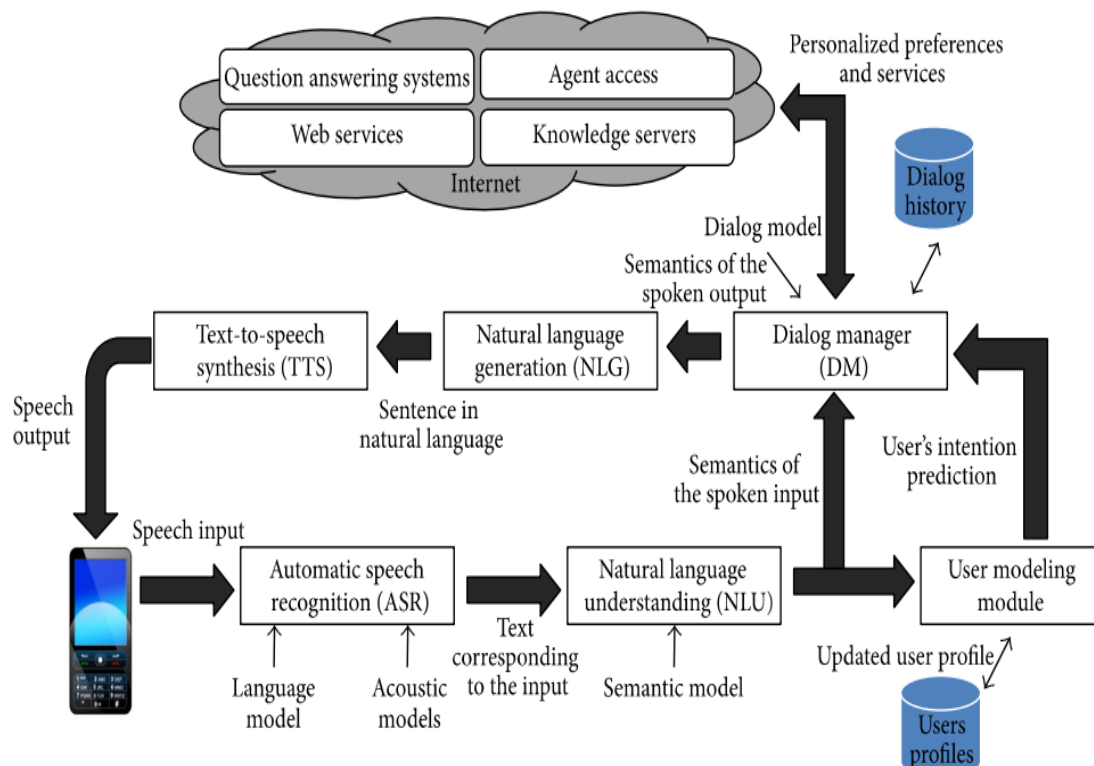 Question answering systems
Agent access
Web services
Knowledge servers
Internet
Personalized preferences
and services
Dialog
history
Dialog model
Semantics of the
spoken output
Text-to-speech
synthesis (TTS)
Natural language
generation (NLG)
Dialog manager
(DM)
Speech
output
Sentence in
natural language
Semantics of
the spoken input
User's intention
prediction
Speech input
Automatic speech
recognition (ASR)
Natural language
understanding (NLU)
User modeling
module
Language
model
Acoustic
models
Text
corresponding
to the input
Semantic model
Updated user profile
Users
profiles